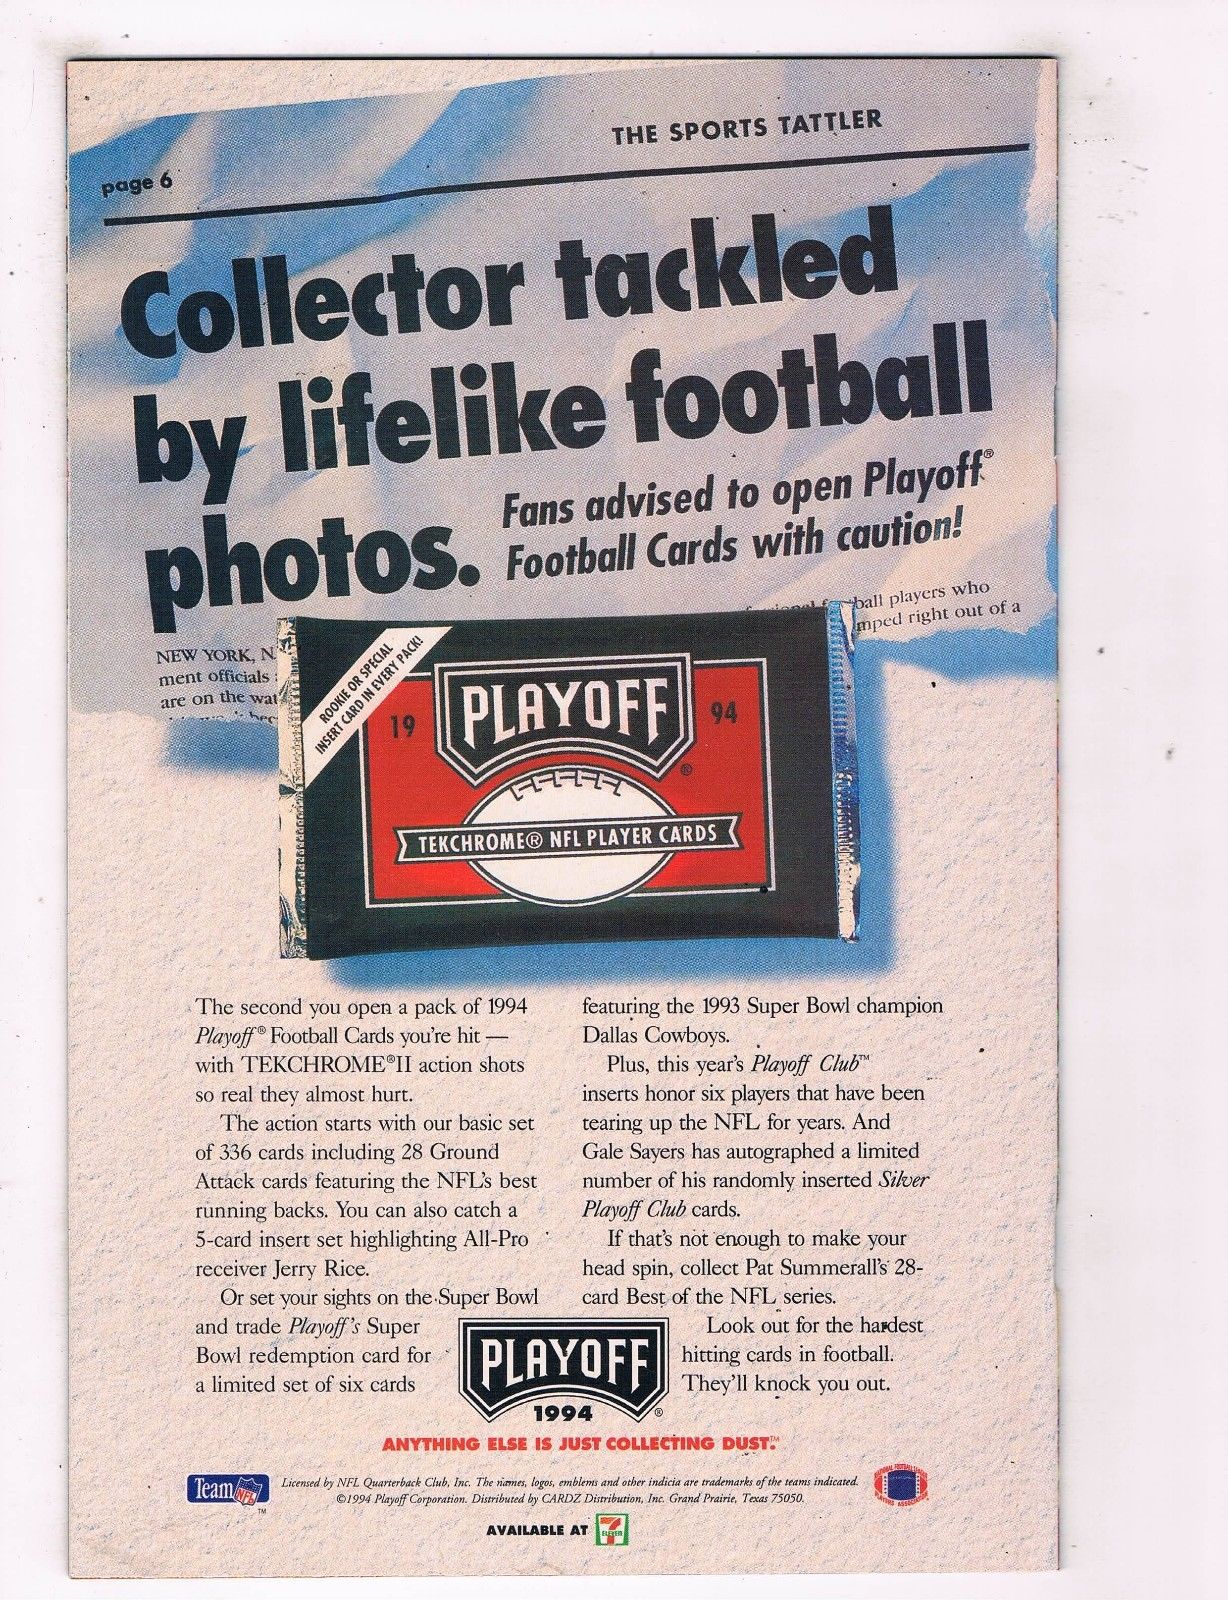 THE SPORTS TATTLER
page 6
Collector tackled
by lifelike football
photos.
Fans advised to open Playoff®
Football Cards with caution!
ball players who
mped right out of a
NEW YORK, N
ment officials
are on the wat
ROOKIE OR SPECIAL
INSERT CARD IN EVERY PACK!
19 PLAYOFF® 94
TEKCHROME® NFL PLAYER CARDS
The second you open a pack of 1994
Playoff® Football Cards you're hit —
with TEKCHROME®II action shots
so real they almost hurt.
The action starts with our basic set
of 336 cards including 28 Ground
Attack cards featuring the NFL's best
running backs. You can also catch a
5-card insert set highlighting All-Pro
receiver Jerry Rice.
Or set your sights on the Super Bowl
and trade Playoff's Super
Bowl redemption card for
a limited set of six cards
featuring the 1993 Super Bowl champion
Dallas Cowboys.
Plus, this year's Playoff Club™
inserts honor six players that have been
tearing up the NFL for years. And
Gale Sayers has autographed a limited
number of his randomly inserted Silver
Playoff Club cards.
If that's not enough to make your
head spin, collect Pat Summerall's 28-
card Best of the NFL series.
Look out for the hardest
hitting cards in football.
They'll knock you out.
PLAYOFF
1994 ®
ANYTHING ELSE IS JUST COLLECTING DUST.™
Team NFL ™
Licensed by NFL Quarterback Club, Inc. The names, logos, emblems and other indicia are trademarks of the teams indicated.
©1994 Playoff Corporation. Distributed by CARDZ Distribution, Inc. Grand Prairie, Texas 75050.
AVAILABLE AT 7 ELEVEN